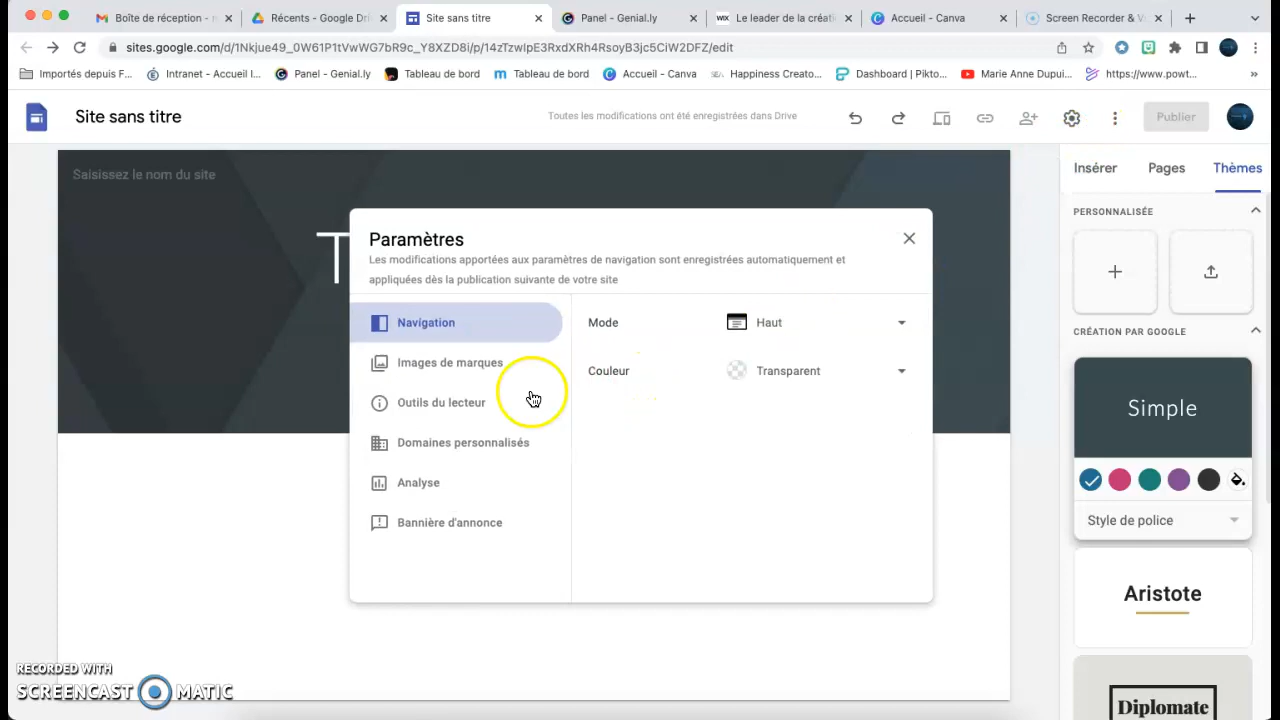 Boîte de réception -
Récents - Google Dri
Site sans titre
Panel - Genial.ly
Le leader de la créati
Accueil - Canva
Screen Recorder & V
sites.google.com/d/1Nkjue49_0W61P1tVwWG7bR9c_Y8XZD8i/p/14zTzwIpE3RxdXRh4RsoyB3jc5CiW2DFZ/edit
Importés depuis F...
Intranet - Accueil I...
Panel - Genial.ly
Tableau de bord
Tableau de bord
Accueil - Canva
Happiness Creato...
Dashboard | Pikto...
Marie Anne Dupui...
https://www.powt...
Site sans titre
Toutes les modifications ont été enregistrées dans Drive
Publier
Saisissez le nom du site
T
Insérer
Pages
Thèmes
PERSONNALISÉE
CRÉATION PAR GOOGLE
Simple
Style de police
Aristote
Diplomate
Paramètres
Les modifications apportées aux paramètres de navigation sont enregistrées automatiquement et
appliquées dès la publication suivante de votre site
Navigation
Images de marques
Outils du lecteur
Domaines personnalisés
Analyse
Bannière d'annonce
Mode
Haut
Couleur
Transparent
RECORDED WITH
SCREENCAST MATIC